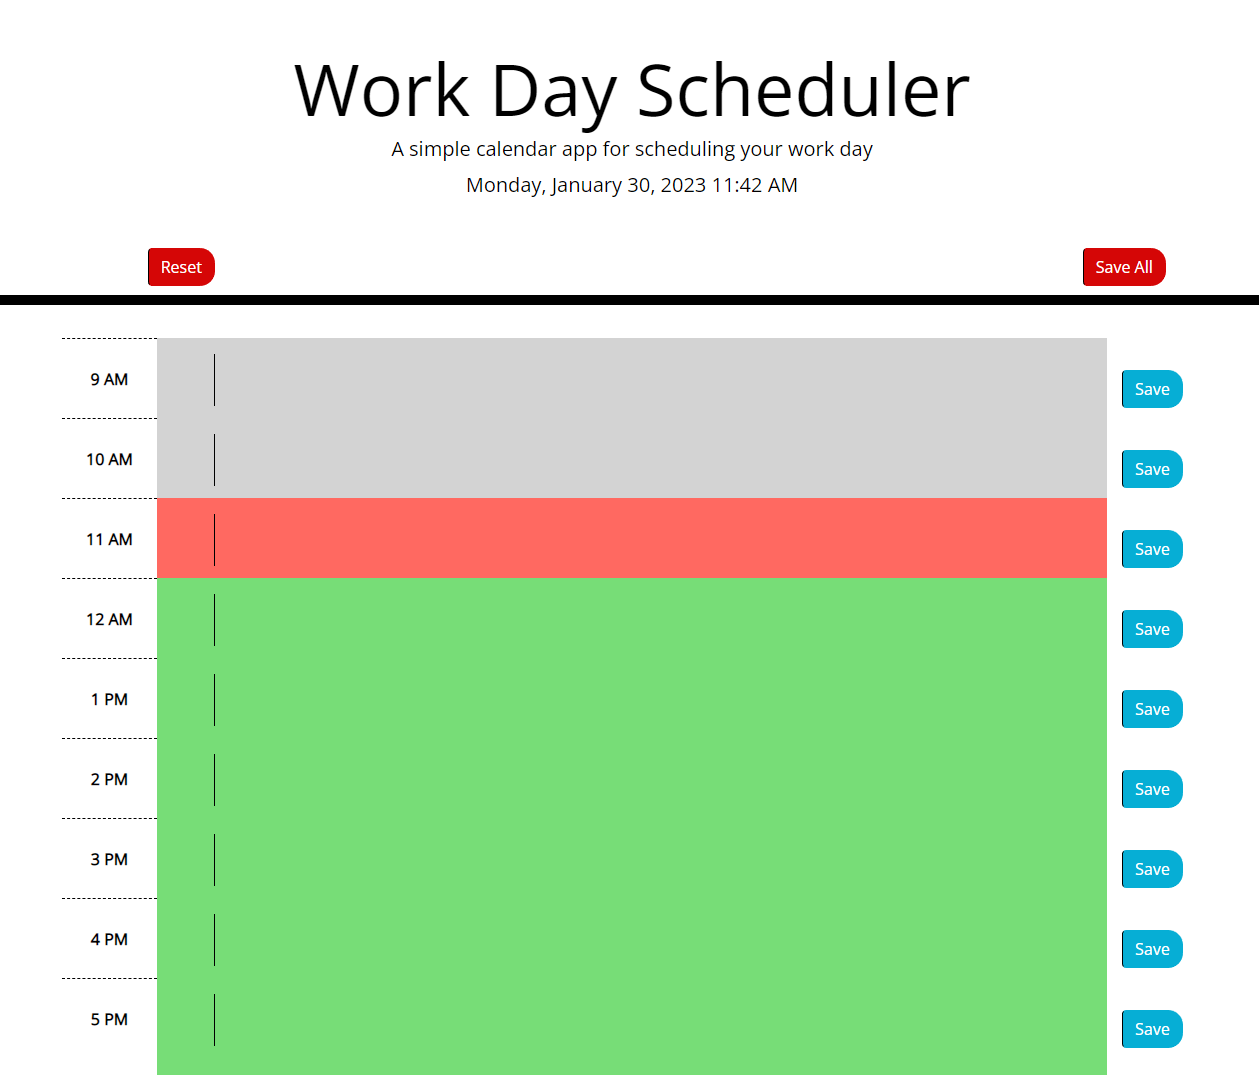 Work Day Scheduler
A simple calendar app for scheduling your work day
Monday, January 30, 2023 11:42 AM
Reset Save All
9 AM Save
10 AM Save
11 AM Save
12 AM Save
1 PM Save
2 PM Save
3 PM Save
4 PM Save
5 PM Save